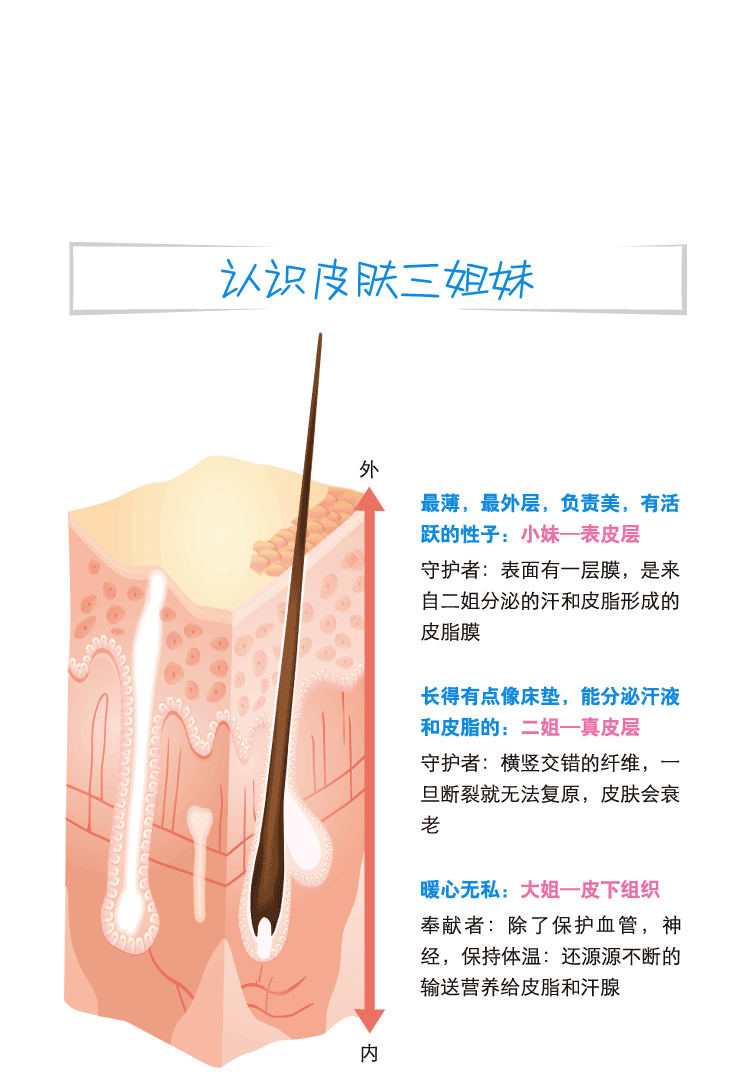 认识皮肤三姐妹
外
最薄，最外层，负责美，有活
跃的性子：小妹—表皮层
守护者：表面有一层膜，是来
自二姐分泌的汗和皮脂形成的
皮脂膜
长得有点像床垫，能分泌汗液
和皮脂的：二姐—真皮层
守护者：横竖交错的纤维，一
旦断裂就无法复原，皮肤会衰
老
暖心无私：大姐—皮下组织
奉献者：除了保护血管，神
经，保持体温：还源源不断的
输送营养给皮脂和汗腺
内